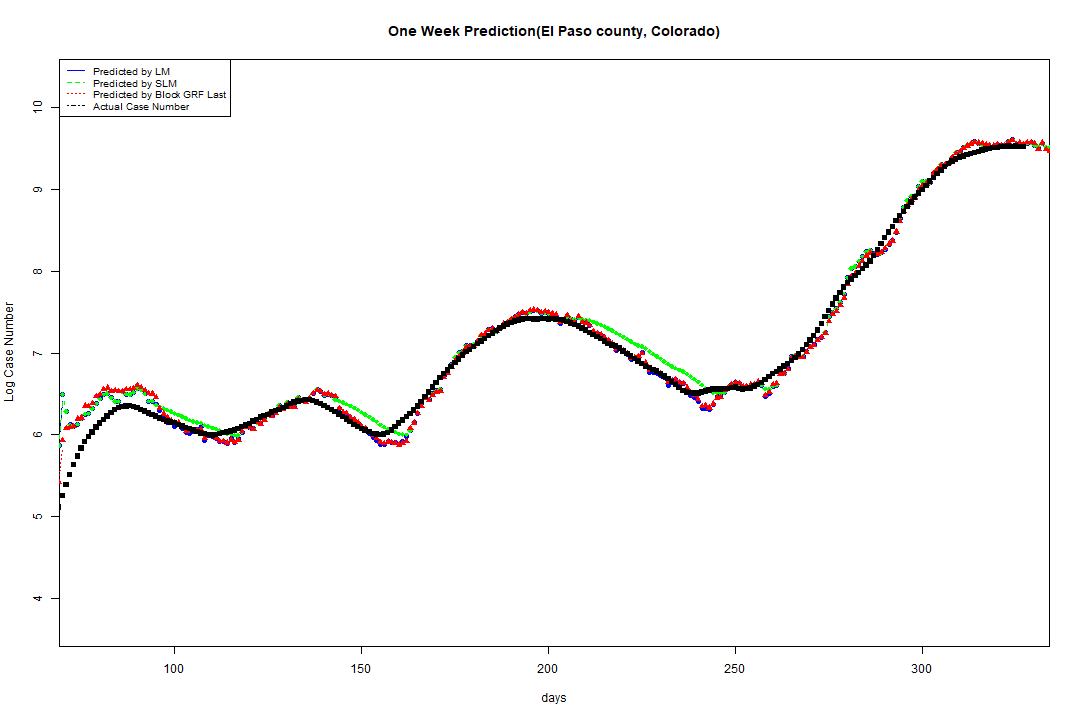 One Week Prediction(El Paso county, Colorado)
Predicted by LM
Predicted by SLM
Predicted by Block GRF Last
Actual Case Number
10
9
8
7
6
5
4
Log Case Number
100 150 200 250 300
days